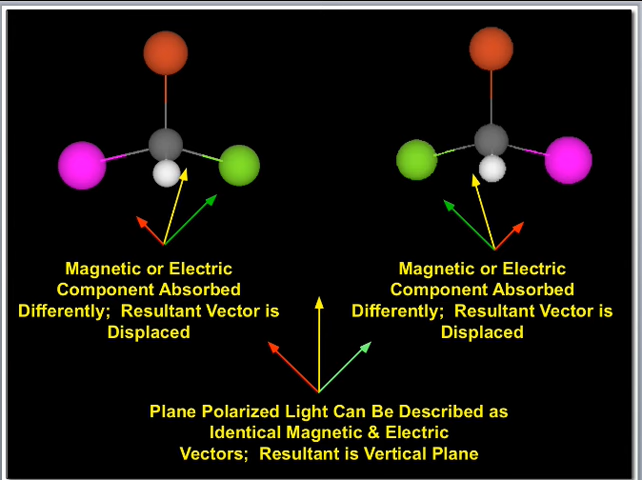 Magnetic or Electric
Component Absorbed
Differently;  Resultant Vector is
Displaced
Magnetic or Electric
Component Absorbed
Differently;  Resultant Vector is
Displaced
Plane Polarized Light Can Be Described as
Identical Magnetic & Electric
Vectors;  Resultant is Vertical Plane